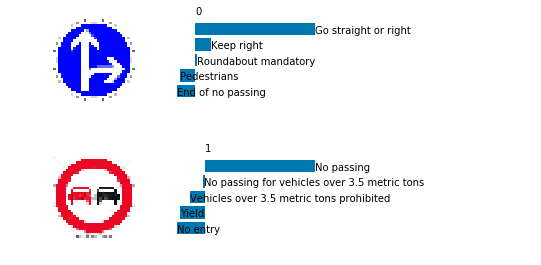 0
Go straight or right
Keep right
Roundabout mandatory
Pedestrians
End of no passing
1
No passing
No passing for vehicles over 3.5 metric tons
Vehicles over 3.5 metric tons prohibited
Yield
No entry